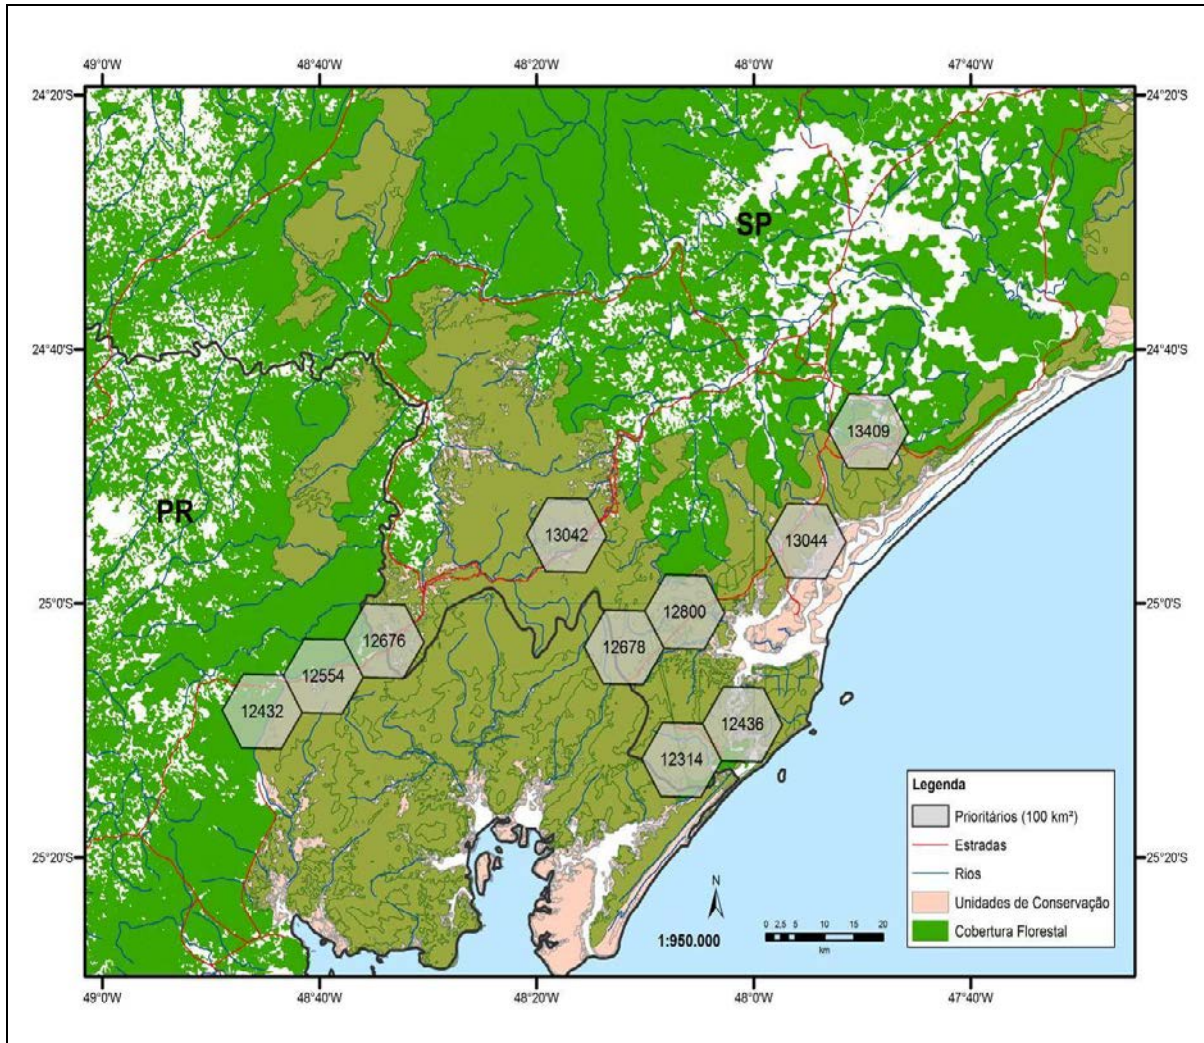 49°0'W 48°40'W 48°20'W 48°0'W 47°40'W
24°20'S 24°20'S
SP
24°40'S 24°40'S
13409
PR
13042 13044
25°0'S 25°0'S
12800
12676 12678
12554
12432 12436
12314
Legenda
Prioritários (100 km²)
Estradas
Rios
Unidades de Conservação
Cobertura Florestal
25°20'S 25°20'S
N
1:950.000
0 2,5 5 10 15 20
km
49°0'W 48°40'W 48°20'W 48°0'W 47°40'W